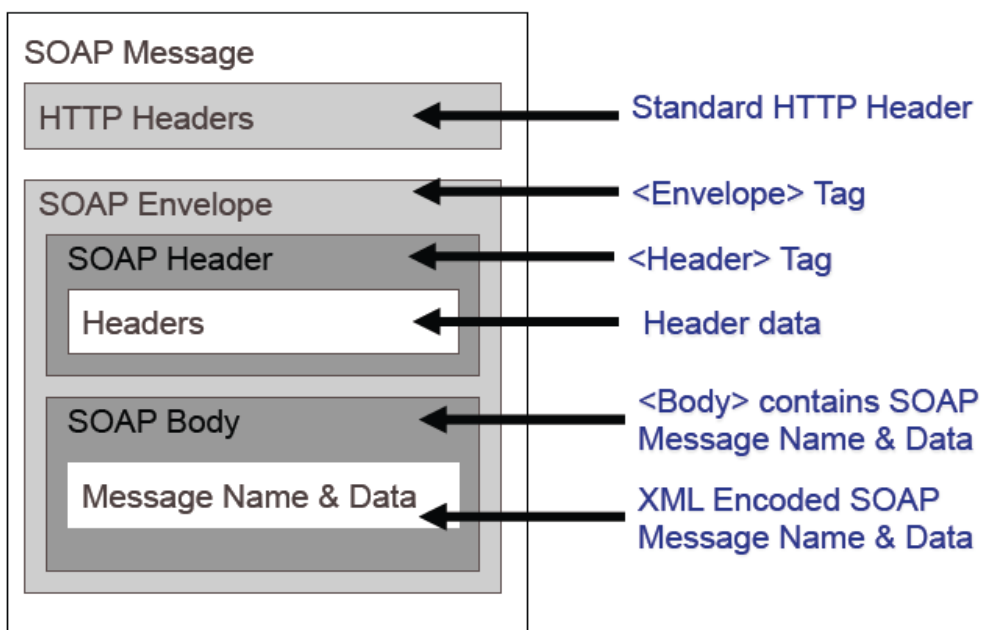 SOAP Message
HTTP Headers
Standard HTTP Header
SOAP Envelope
<Envelope> Tag
SOAP Header
<Header> Tag
Headers
Header data
SOAP Body
<Body> contains SOAP
Message Name & Data
Message Name & Data
XML Encoded SOAP
Message Name & Data